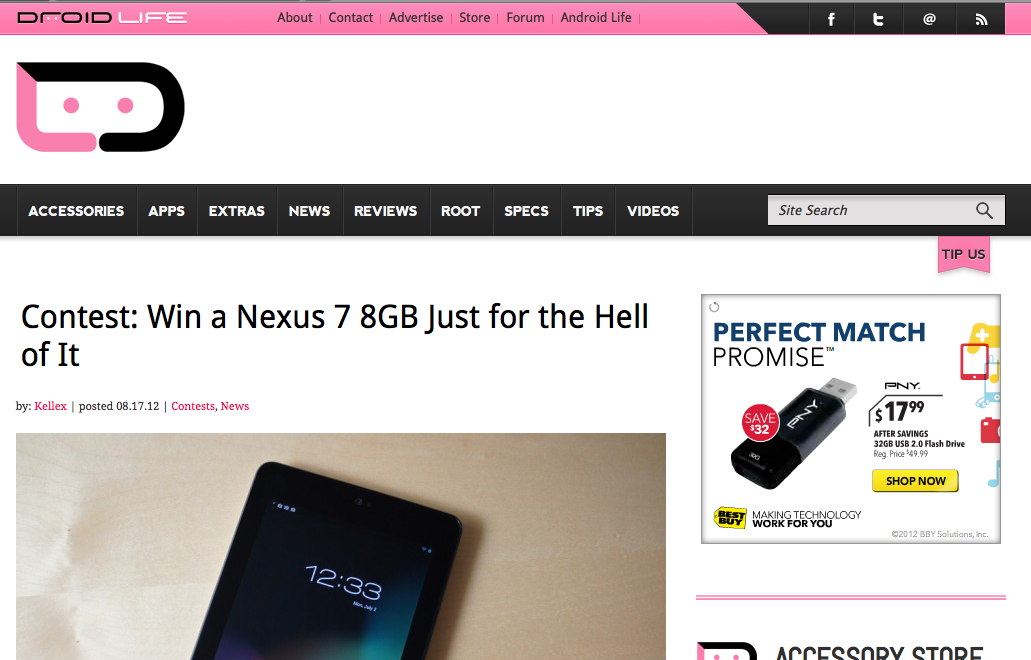 DROID LIFE
About | Contact | Advertise | Store | Forum | Android Life |
f t @
ACCESSORIES APPS EXTRAS NEWS REVIEWS ROOT SPECS TIPS VIDEOS
Site Search
TIP US
Contest: Win a Nexus 7 8GB Just for the Hell
of It
by: Kellex | posted 08.17.12 | Contests, News
12:33
Mon, July 2
PERFECT MATCH
PROMISE™
PNY
SAVE
$32
32G
PNY
$17.99
AFTER SAVINGS
32GB USB 2.0 Flash Drive
Reg. Price $49.99
SHOP NOW
BEST
BUY
MAKING TECHNOLOGY
WORK FOR YOU
©2012 BBY Solutions, Inc.
ACCESSORY STORE